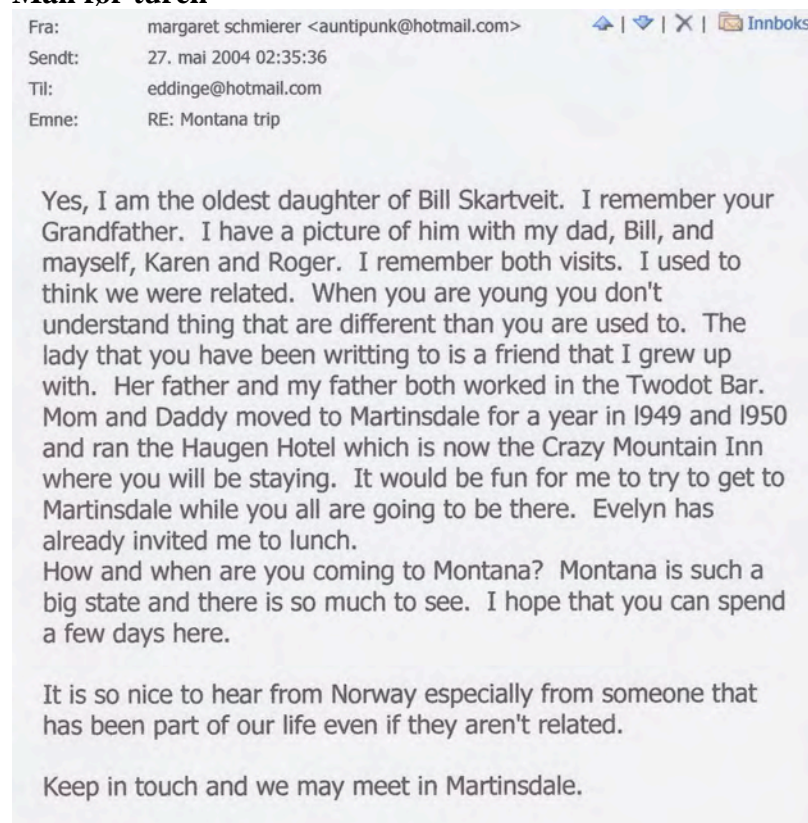 Mail før turen
Fra: margaret schmierer <auntipunk@hotmail.com> | | X | Innboks
Sendt: 27. mai 2004 02:35:36
Til: eddinge@hotmail.com
Emne: RE: Montana trip
Yes, I am the oldest daughter of Bill Skartveit. I remember your
Grandfather. I have a picture of him with my dad, Bill, and
mayself, Karen and Roger. I remember both visits. I used to
think we were related. When you are young you don't
understand thing that are different than you are used to. The
lady that you have been writting to is a friend that I grew up
with. Her father and my father both worked in the Twodot Bar.
Mom and Daddy moved to Martinsdale for a year in l949 and l950
and ran the Haugen Hotel which is now the Crazy Mountain Inn
where you will be staying. It would be fun for me to try to get to
Martinsdale while you all are going to be there. Evelyn has
already invited me to lunch.
How and when are you coming to Montana? Montana is such a
big state and there is so much to see. I hope that you can spend
a few days here.
It is so nice to hear from Norway especially from someone that
has been part of our life even if they aren't related.
Keep in touch and we may meet in Martinsdale.